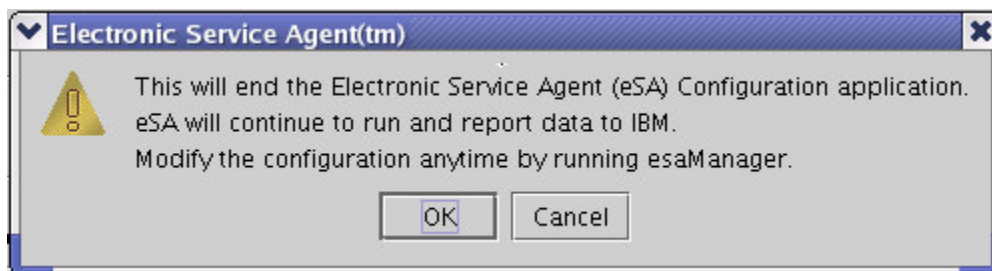 Electronic Service Agent(tm)
This will end the Electronic Service Agent (eSA) Configuration application.
eSA will continue to run and report data to IBM.
Modify the configuration anytime by running esaManager.
OK
Cancel